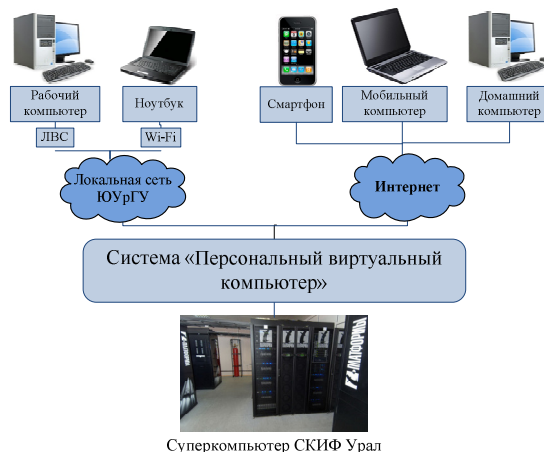 Рабочий
компьютер
Ноутбук
Смартфон
Мобильный
компьютер
Домашний
компьютер
ЛВС
Wi-Fi
Локальная сеть
ЮУрГУ
Интернет
Система «Персональный виртуальный
компьютер»
Суперкомпьютер СКИФ Урал